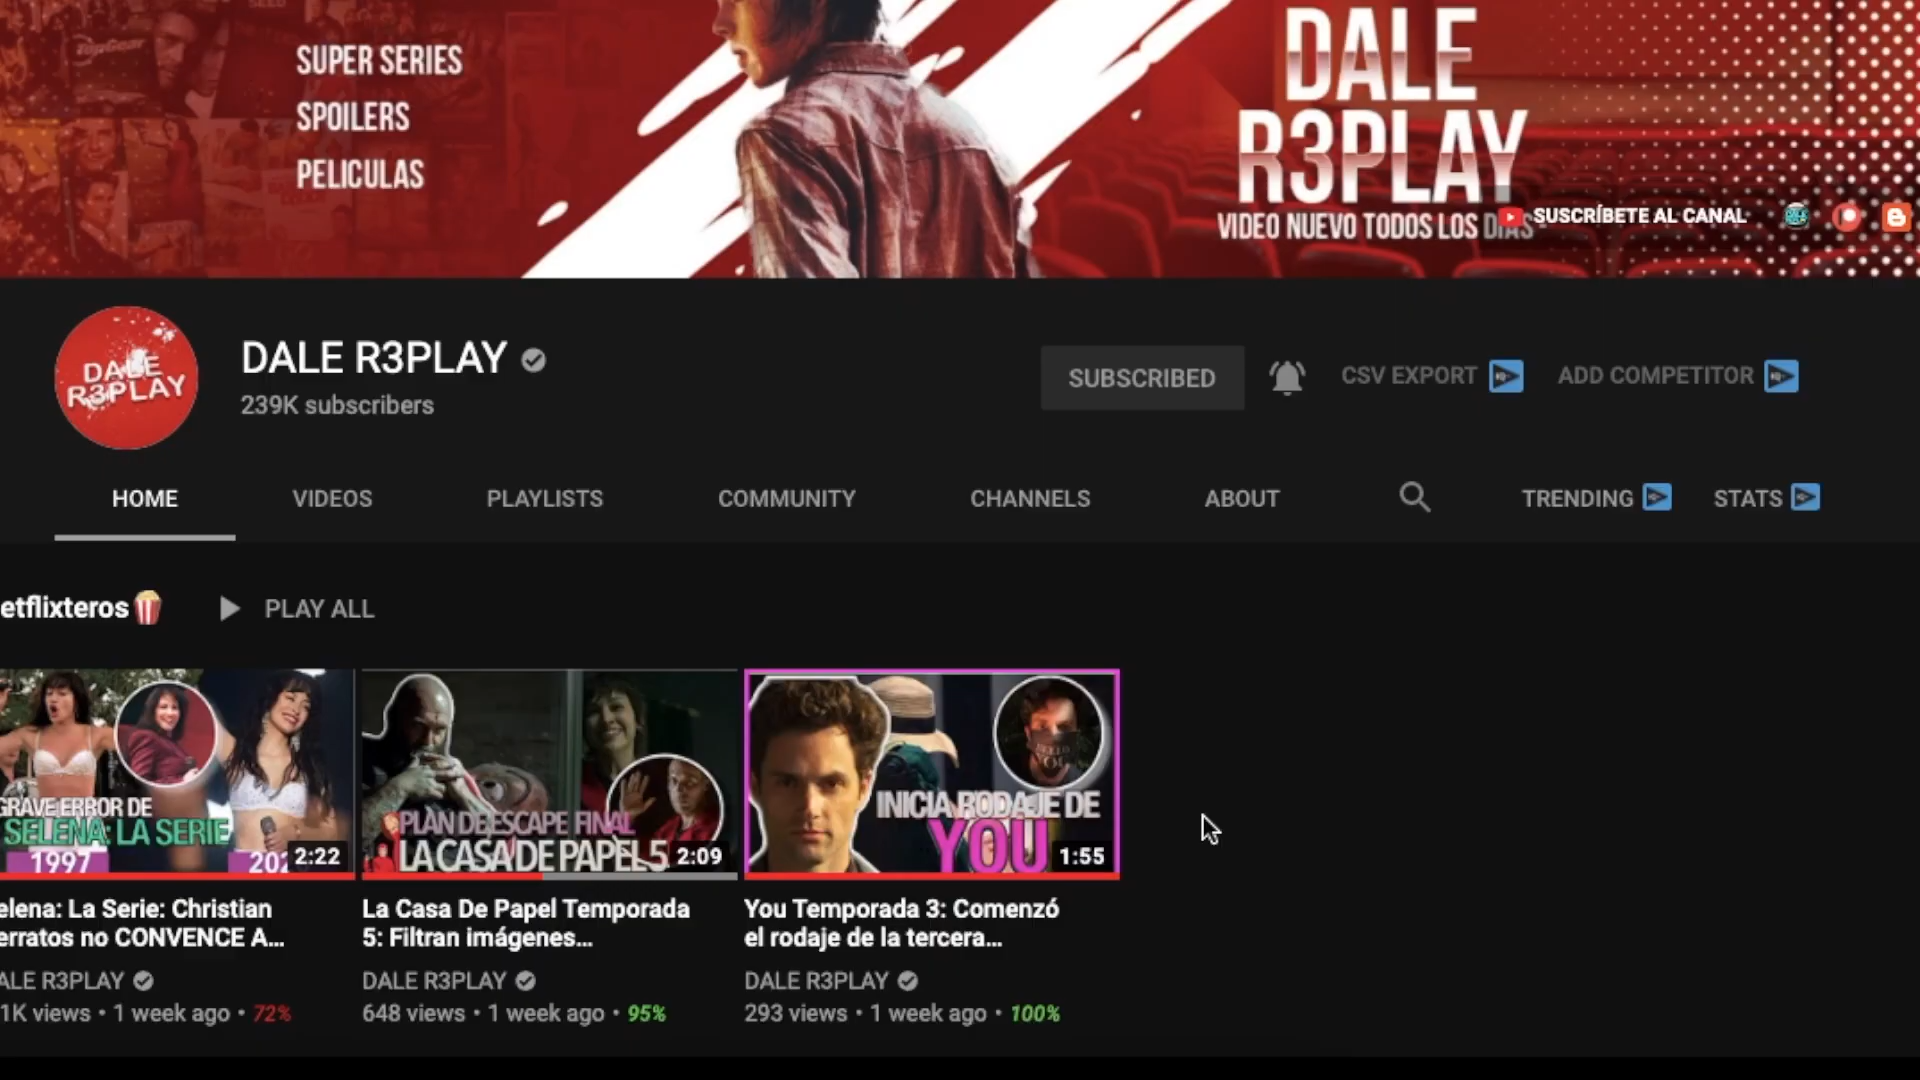 SUPER SERIES
SPOILERS
PELICULAS
DALE
R3PLAY
VIDEO NUEVO TODOS LOS DIAS
SUSCRÍBETE AL CANAL
DALE
R3PLAY
DALE R3PLAY
239K subscribers
SUBSCRIBED
CSV EXPORT
ADD COMPETITOR
HOME
VIDEOS
PLAYLISTS
COMMUNITY
CHANNELS
ABOUT
TRENDING
STATS
etflixteros
PLAY ALL
GRAVE ERROR DE
SELENA: LA SERIE
1997
202
2:22
PLAN DE ESCAPE FINAL
LA CASA DE PAPEL 5
2:09
INICIA RODAJE DE
YOU
1:55
elena: La Serie: Christian
erratos no CONVENCE A...
ALE R3PLAY
1K views • 1 week ago • 72%
La Casa De Papel Temporada
5: Filtran imágenes...
DALE R3PLAY
648 views • 1 week ago • 95%
You Temporada 3: Comenzó
el rodaje de la tercera...
DALE R3PLAY
293 views • 1 week ago • 100%